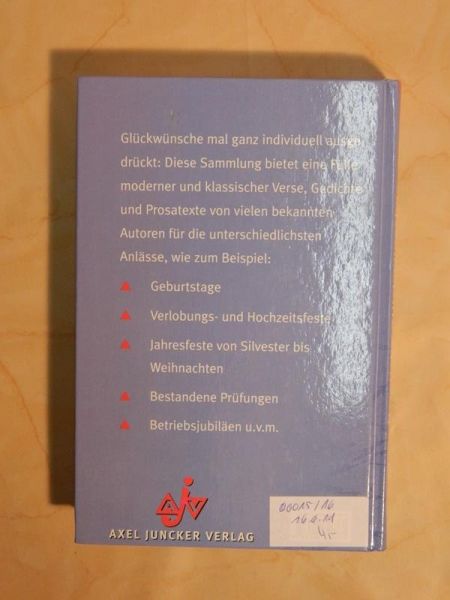 Glückwünsche mal ganz individuell ausge-
drückt: Diese Sammlung bietet eine Fülle
moderner und klassischer Verse, Gedichte
und Prosatexte von vielen bekannten
Autoren für die unterschiedlichsten
Anlässe, wie zum Beispiel:
Geburtstage
Verlobungs- und Hochzeitsfeste
Jahresfeste von Silvester bis
Weihnachten
Bestandene Prüfungen
Betriebsjubiläen u.v.m.
AJV
AXEL JUNCKER VERLAG
4,-